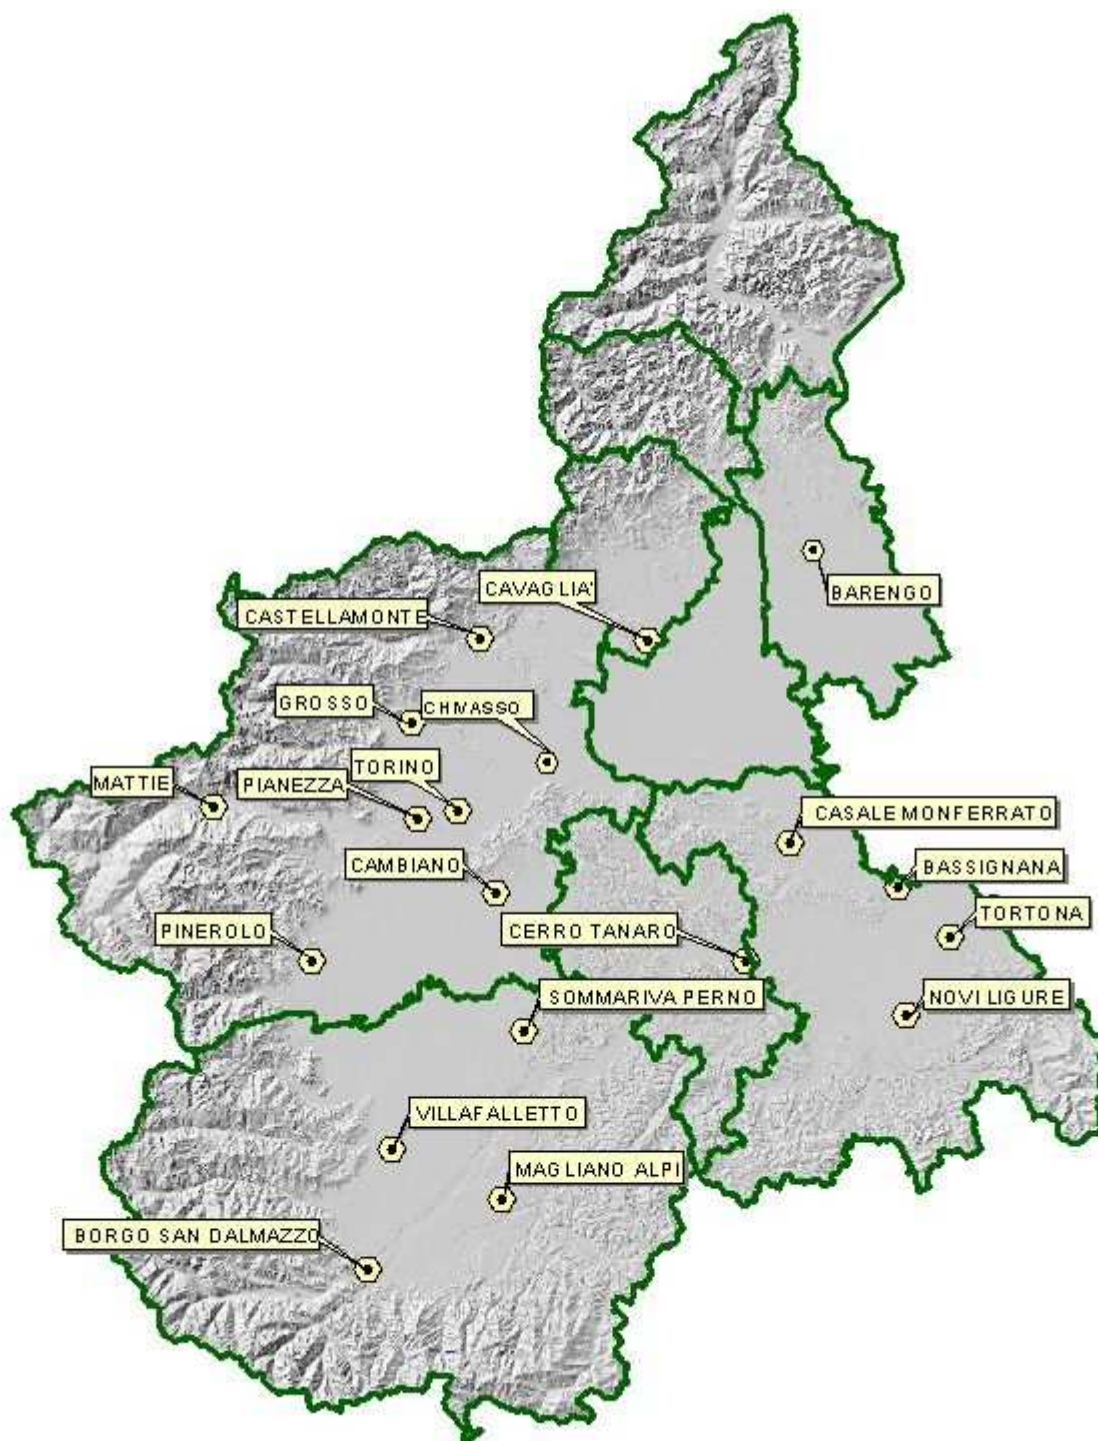 CAVAGLIA'
BARENGO
CASTELLAMONTE
GROSSO
CHIVASSO
TORINO
MATTIE
PIANEZZA
CASALE MONFERRATO
CAMBIANO
BASSIGNANA
TORTONA
PINEROLO
CERRO TANARO
SOMMARIVA PERNO
NOVI LIGURE
VILLAFALLETTO
MAGLIANO ALPI
BORGO SAN DALMAZZO